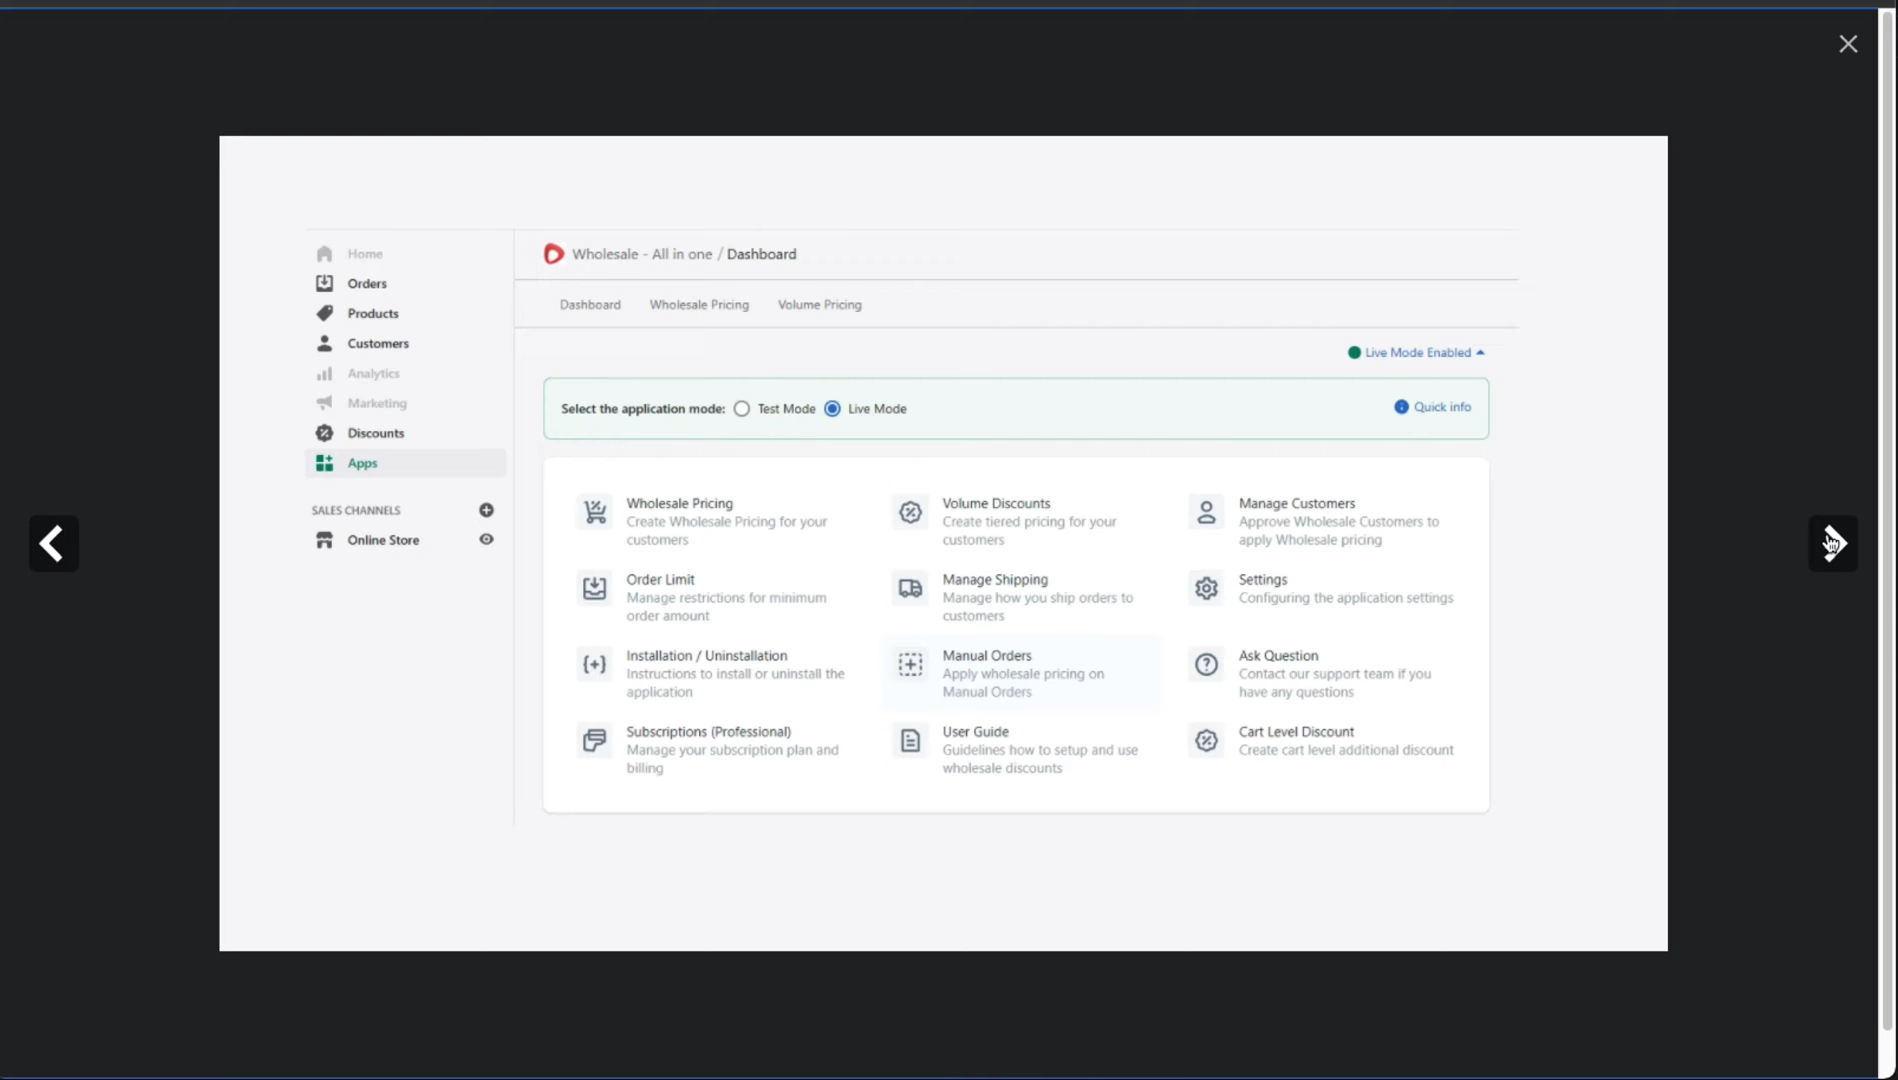 Home
Orders
Products
Customers
Analytics
Marketing
Discounts
Apps
SALES CHANNELS
Online Store
Wholesale - All in one / Dashboard
Dashboard Wholesale Pricing Volume Pricing
Live Mode Enabled
Select the application mode: Test Mode Live Mode Quick info
Wholesale Pricing
Create Wholesale Pricing for your
customers
Volume Discounts
Create tiered pricing for your
customers
Manage Customers
Approve Wholesale Customers to
apply Wholesale pricing
Order Limit
Manage restrictions for minimum
order amount
Manage Shipping
Manage how you ship orders to
customers
Settings
Configuring the application settings
Installation / Uninstallation
Instructions to install or uninstall the
application
Manual Orders
Apply wholesale pricing on
Manual Orders
Ask Question
Contact our support team if you
have any questions
Subscriptions (Professional)
Manage your subscription plan and
billing
User Guide
Guidelines how to setup and use
wholesale discounts
Cart Level Discount
Create cart level additional discount